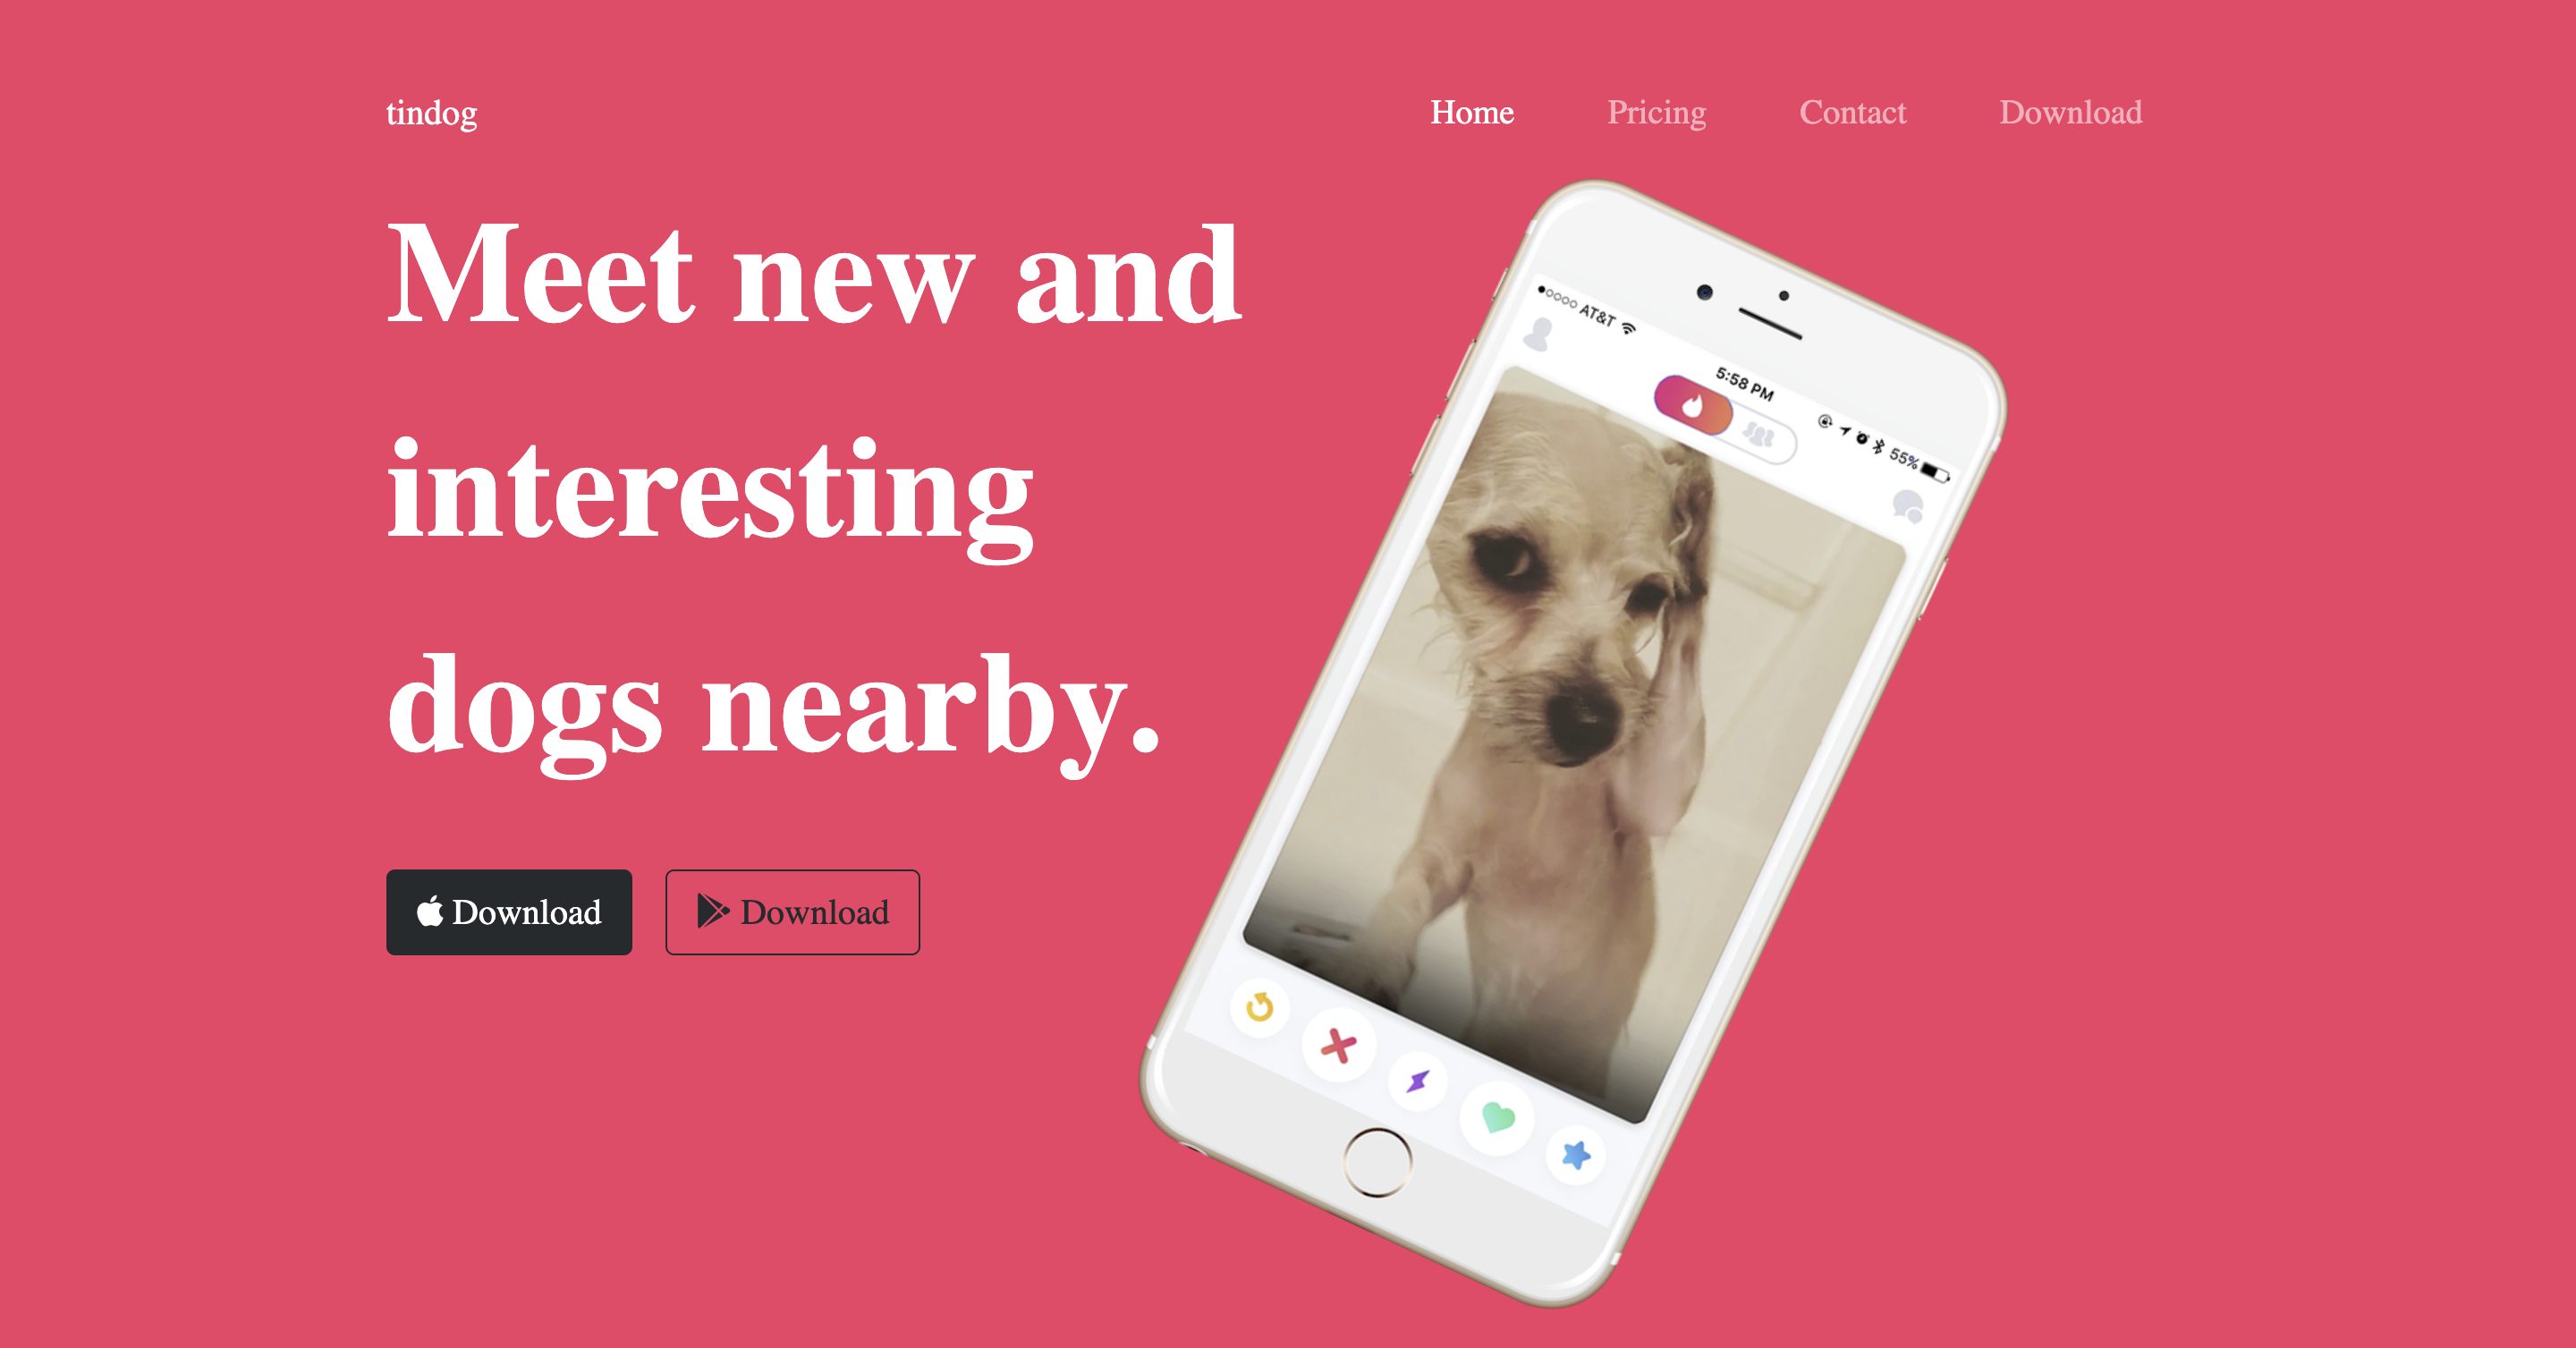 tindog
Home Pricing Contact Download
Meet new and
interesting
dogs nearby.
Download Download
AT&T
5:58 PM
55%